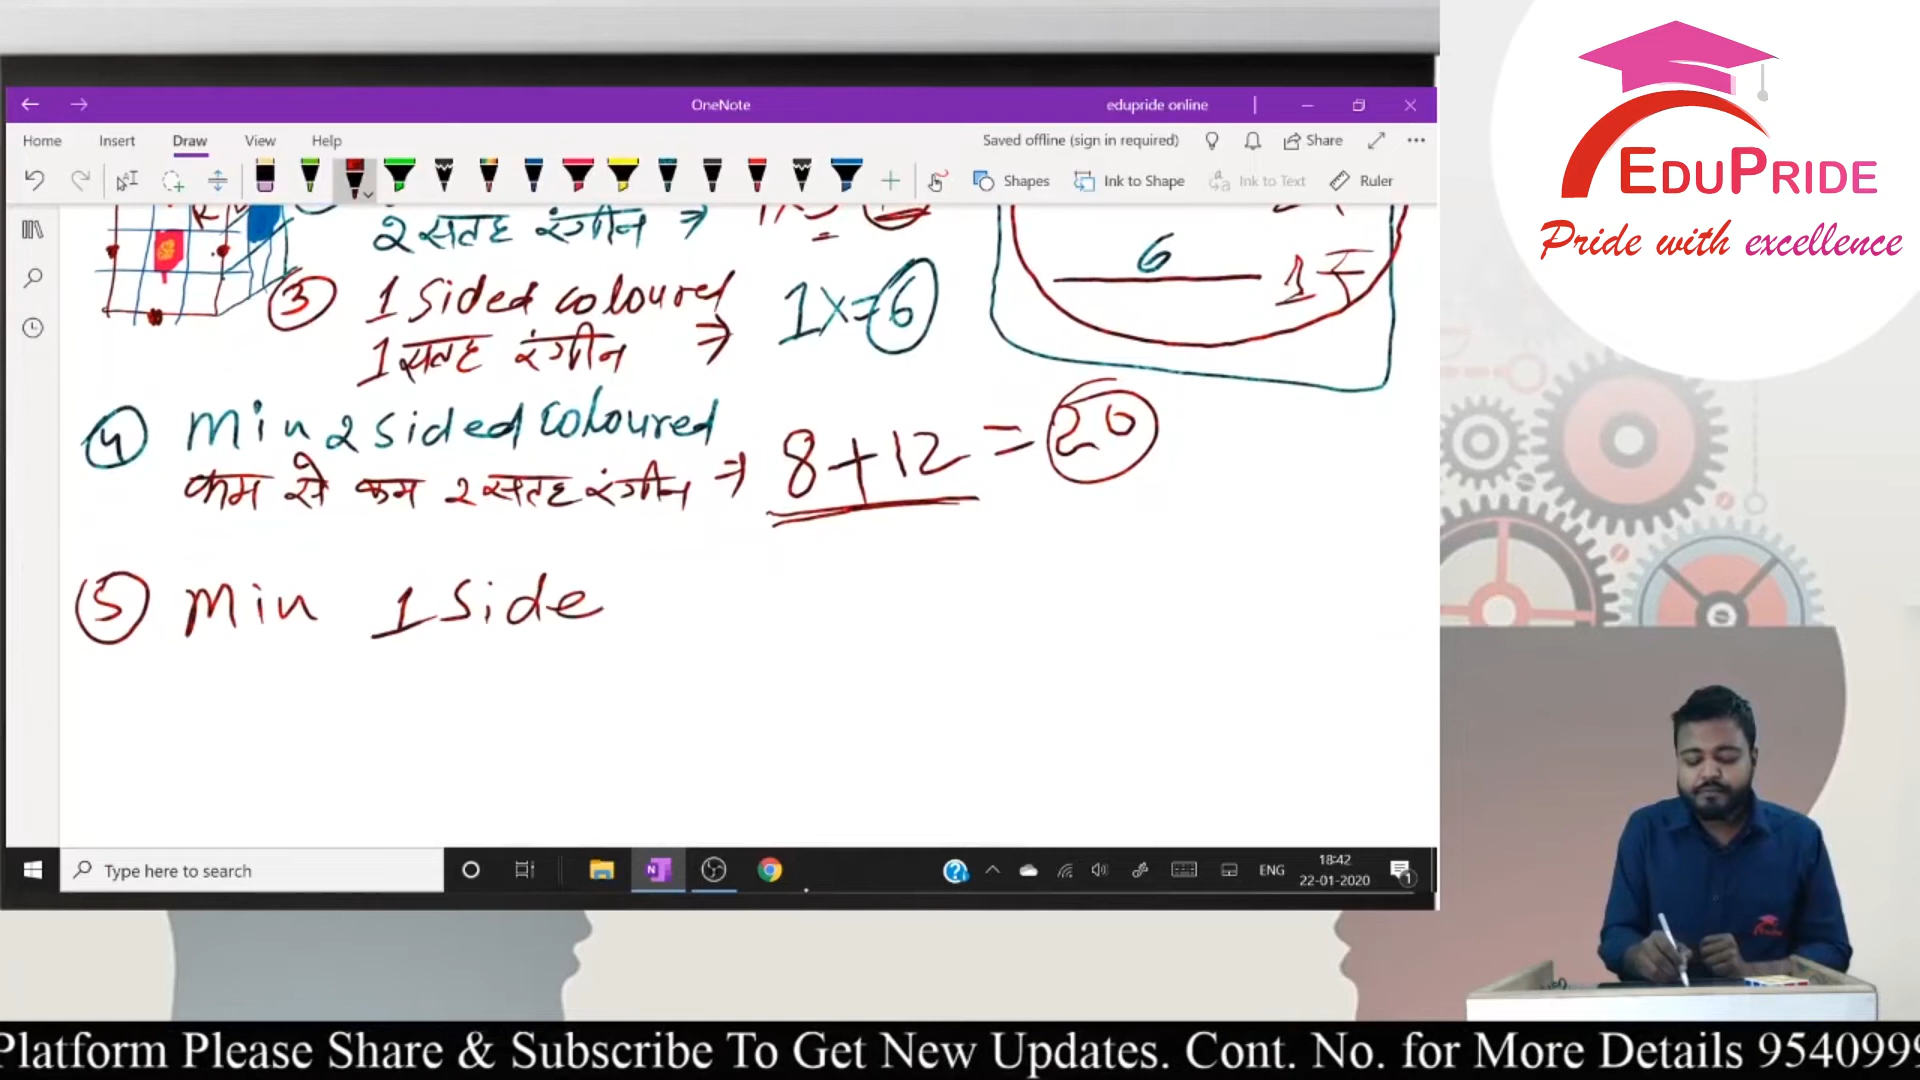 OneNote
edupride online
Home Insert Draw View Help
Saved offline (sign in required) Share
Shapes Ink to Shape Ink to Text Ruler
2 सतह रंगीन ⇒
6
1 F
③ 1 Sided coloured
1 सतह रंगीन ⇒ 1x=6
④ Min 2 sided coloured
कम से कम 2 सतह रंगीन ⇒ 8+12 = 20
⑤ Min 1 Side
Type here to search
ENG
18:42
22-01-2020
1
EDUPRIDE
Pride with excellence
Platform Please Share & Subscribe To Get New Updates. Cont. No. for More Details 954099